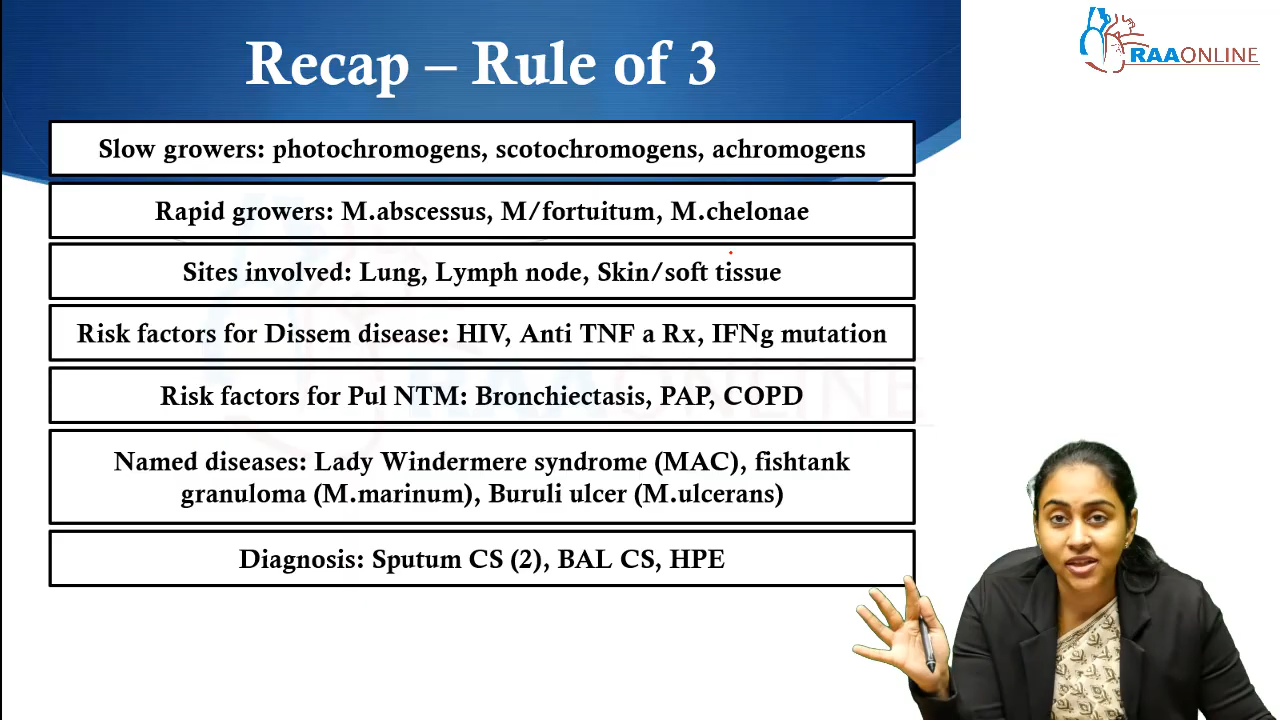 Recap – Rule of 3
RAAONLINE
Slow growers: photochromogens, scotochromogens, achromogens
Rapid growers: M.abscessus, M/fortuitum, M.chelonae
Sites involved: Lung, Lymph node, Skin/soft tissue
Risk factors for Dissem disease: HIV, Anti TNF a Rx, IFNg mutation
Risk factors for Pul NTM: Bronchiectasis, PAP, COPD
Named diseases: Lady Windermere syndrome (MAC), fishtank
granuloma (M.marinum), Buruli ulcer (M.ulcerans)
Diagnosis: Sputum CS (2), BAL CS, HPE
RAAONLINE